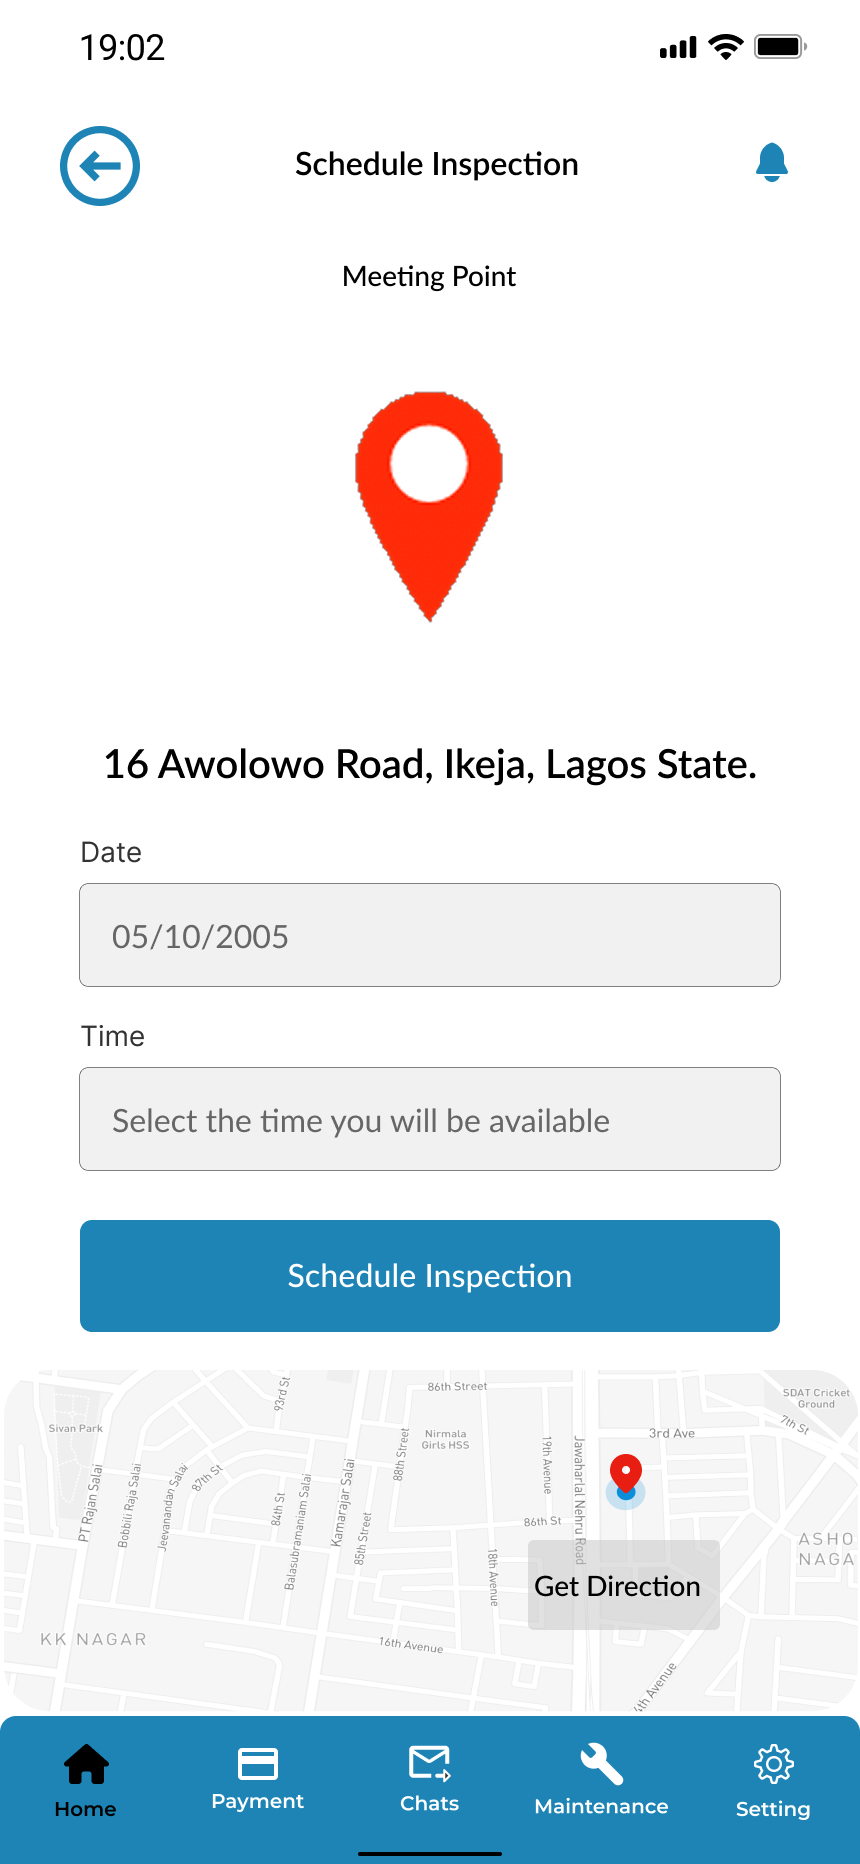 19:02
Schedule Inspection
Meeting Point
16 Awolowo Road, Ikeja, Lagos State.
Date
05/10/2005
Time
Select the time you will be available
Schedule Inspection
93rd St
86th Street
SDAT Cricket
Ground
7th St
Sivan Park
Nirmala
Girls HSS
3rd Ave
88th Street
19th Avenue
Jawaharlal Nehru Road
PT Rajan Salai
Bobbili Raja Salai
Jeevanandan Salai
87th St
84th St
Balasubramaniam Salai
Kamarajar Salai
85th Street
86th St
18th Avenue
ASHO
NAGA
Get Direction
KK NAGAR
16th Avenue
4th Avenue
Home
Payment
Chats
Maintenance
Setting